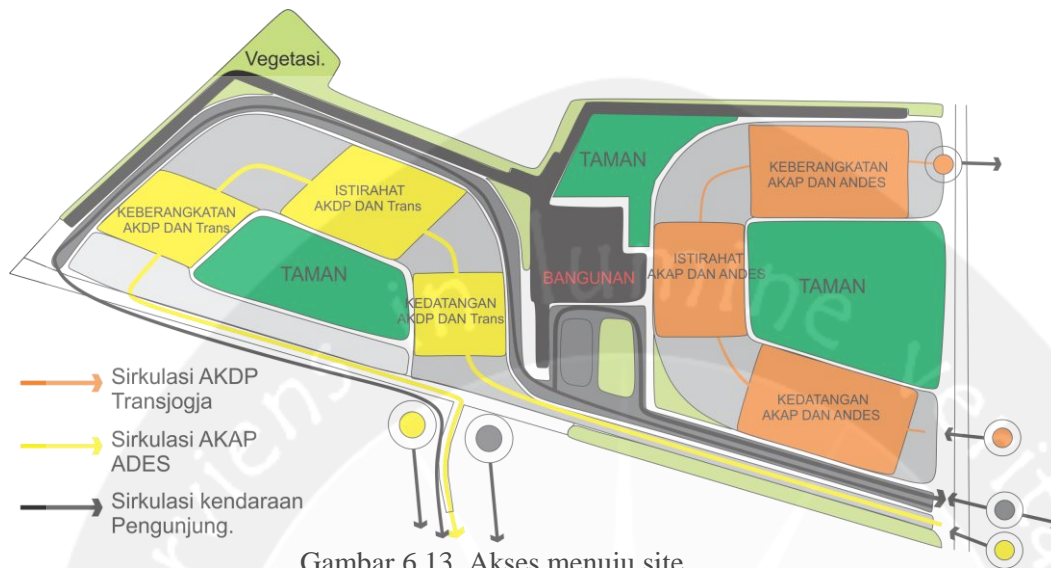 Vegetasi.
TAMAN
KEBERANGKATAN
AKAP DAN ANDES
ISTIRAHAT
AKDP DAN Trans
KEBERANGKATAN
AKDP DAN Trans
TAMAN
BANGUNAN
ISTIRAHAT
AKAP DAN ANDES
TAMAN
KEDATANGAN
AKDP DAN Trans
KEDATANGAN
AKAP DAN ANDES
Sirkulasi AKDP
Transjogja
Sirkulasi AKAP
ADES
Sirkulasi kendaraan
Pengunjung.
Gambar 6.13. Akses menuju site